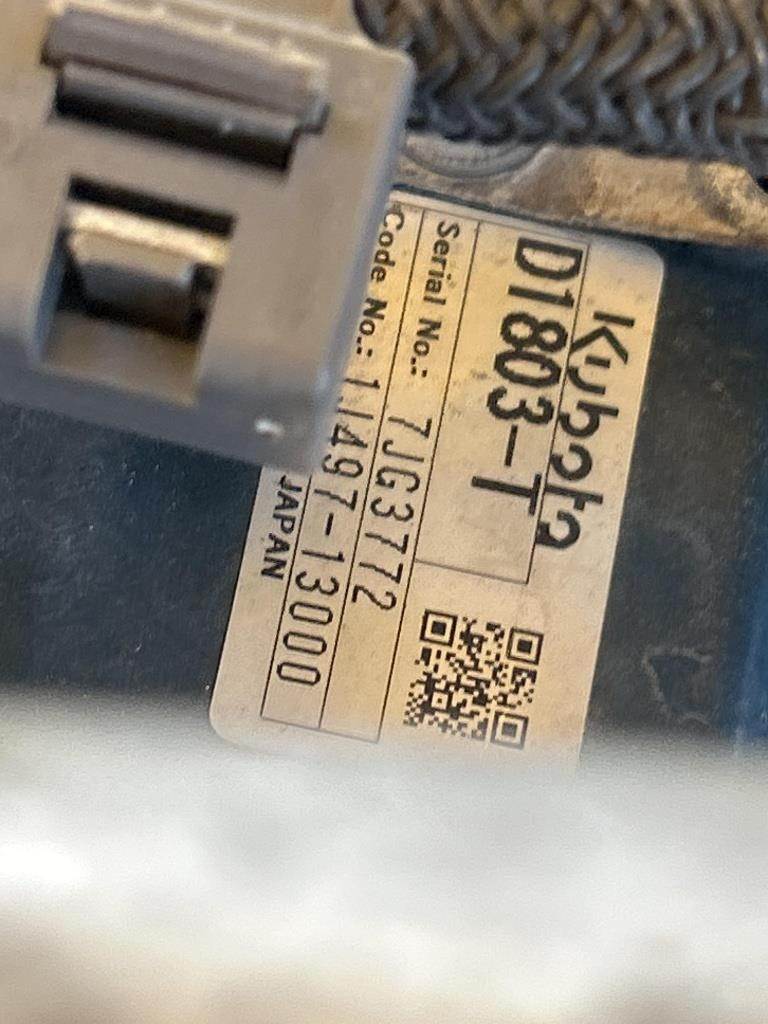 Kubota
D1803-T
Serial No.: 7JG3772
Code No.: 1J497-13000
JAPAN